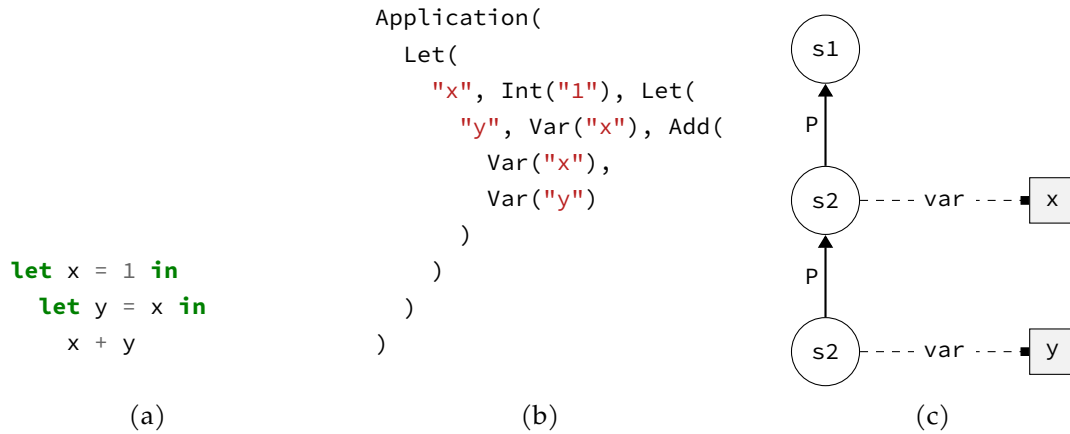 let x = 1 in
let y = x in
x + y
(a)
Application(
Let(
"x", Int("1"), Let(
"y", Var("x"), Add(
Var("x"),
Var("y")
)
)
)
)
(b)
s1
P
s2 var x
P
s2 var y
(c)